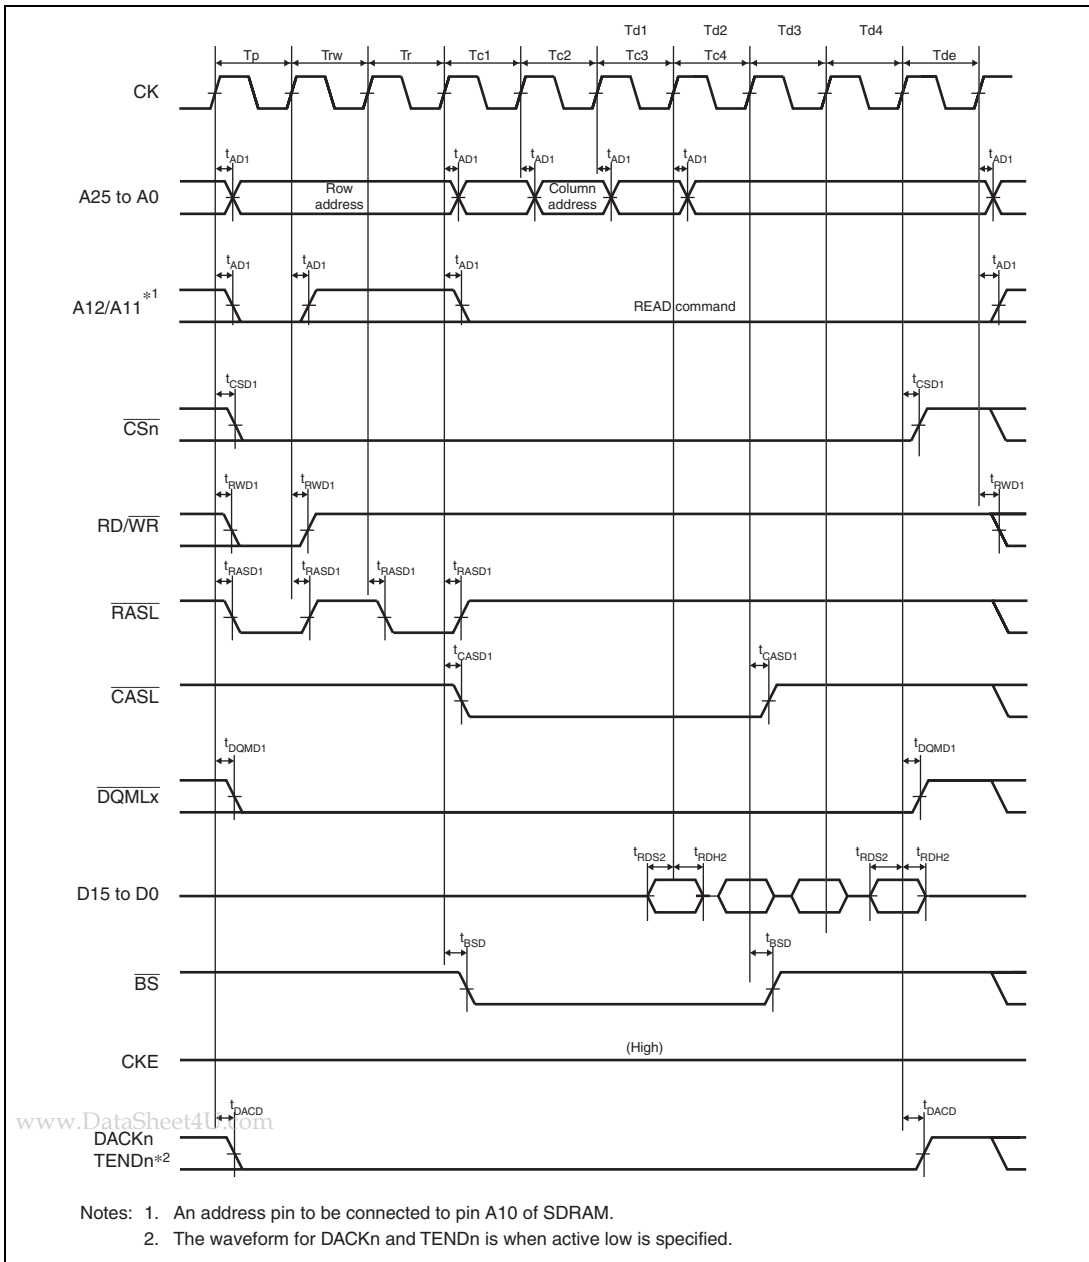 Td1 Td2 Td3 Td4
Tp Trw Tr Tc1 Tc2 Tc3 Tc4 Tde
CK
tAD1 tAD1 tAD1 tAD1 tAD1 tAD1
A25 to A0
Row address
Column address
tAD1 tAD1 tAD1 tAD1
A12/A11*1
READ command
tCSD1 tCSD1
CSn
tRWD1 tRWD1 tRWD1
RD/WR
tRASD1 tRASD1 tRASD1 tRASD1
RASL
tCASD1 tCASD1
CASL
tDQMD1 tDQMD1
DQMLx
tRDS2 tRDH2 tRDS2 tRDH2
D15 to D0
tBSD tBSD
BS
(High)
CKE
tDACD tDACD
www.DataSheet4U.com
DACKn
TENDn*2
Notes: 1. An address pin to be connected to pin A10 of SDRAM.
2. The waveform for DACKn and TENDn is when active low is specified.